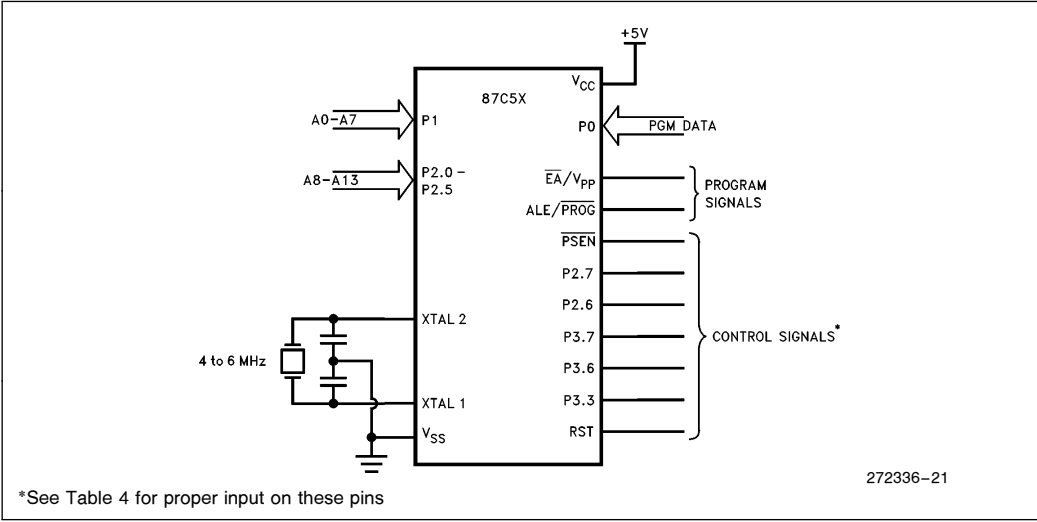 +5V
87C5X
VCC
A0-A7
P1
P0
PGM DATA
A8-A13
P2.0-
P2.5
EA/VPP
ALE/PROG
PROGRAM
SIGNALS
PSEN
P2.7
P2.6
P3.7
P3.6
P3.3
RST
CONTROL SIGNALS*
XTAL 2
4 to 6 MHz
XTAL 1
VSS
272336-21
*See Table 4 for proper input on these pins